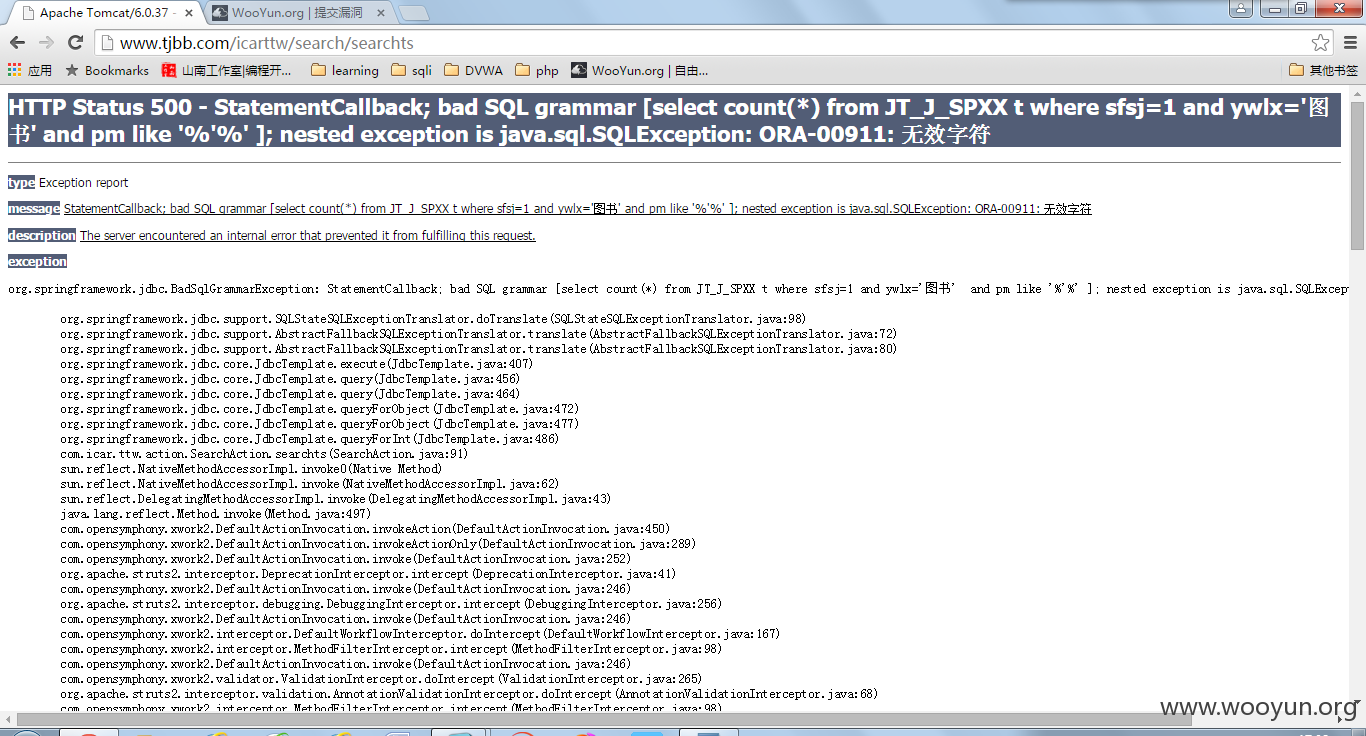 Apache Tomcat/6.0.37 -
WooYun.org | 提交漏洞
www.tjbb.com/icarttw/search/searchts
应用 Bookmarks 山南工作室|编程开... learning sqli DVWA php WooYun.org | 自由... 其他书签
HTTP Status 500 - StatementCallback; bad SQL grammar [select count(*) from JT_J_SPXX t where sfsj=1 and ywlx='图
书' and pm like '%'%' ]; nested exception is java.sql.SQLException: ORA-00911: 无效字符
type Exception report
message StatementCallback; bad SQL grammar [select count(*) from JT_J_SPXX t where sfsj=1 and ywlx='图书' and pm like '%'%' ]; nested exception is java.sql.SQLException: ORA-00911: 无效字符
description The server encountered an internal error that prevented it from fulfilling this request.
exception
org.springframework.jdbc.BadSqlGrammarException: StatementCallback; bad SQL grammar [select count(*) from JT_J_SPXX t where sfsj=1 and ywlx='图书' and pm like '%'%' ]; nested exception is java.sql.SQLExcep
org.springframework.jdbc.support.SQLStateSQLExceptionTranslator.doTranslate(SQLStateSQLExceptionTranslator.java:98)
org.springframework.jdbc.support.AbstractFallbackSQLExceptionTranslator.translate(AbstractFallbackSQLExceptionTranslator.java:72)
org.springframework.jdbc.support.AbstractFallbackSQLExceptionTranslator.translate(AbstractFallbackSQLExceptionTranslator.java:80)
org.springframework.jdbc.core.JdbcTemplate.execute(JdbcTemplate.java:407)
org.springframework.jdbc.core.JdbcTemplate.query(JdbcTemplate.java:456)
org.springframework.jdbc.core.JdbcTemplate.query(JdbcTemplate.java:464)
org.springframework.jdbc.core.JdbcTemplate.queryForObject(JdbcTemplate.java:472)
org.springframework.jdbc.core.JdbcTemplate.queryForObject(JdbcTemplate.java:477)
org.springframework.jdbc.core.JdbcTemplate.queryForInt(JdbcTemplate.java:486)
com.icar.ttw.action.SearchAction.searchts(SearchAction.java:91)
sun.reflect.NativeMethodAccessorImpl.invoke0(Native Method)
sun.reflect.NativeMethodAccessorImpl.invoke(NativeMethodAccessorImpl.java:62)
sun.reflect.DelegatingMethodAccessorImpl.invoke(DelegatingMethodAccessorImpl.java:43)
java.lang.reflect.Method.invoke(Method.java:497)
com.opensymphony.xwork2.DefaultActionInvocation.invokeAction(DefaultActionInvocation.java:450)
com.opensymphony.xwork2.DefaultActionInvocation.invokeActionOnly(DefaultActionInvocation.java:289)
com.opensymphony.xwork2.DefaultActionInvocation.invoke(DefaultActionInvocation.java:252)
org.apache.struts2.interceptor.DeprecationInterceptor.intercept(DeprecationInterceptor.java:41)
com.opensymphony.xwork2.DefaultActionInvocation.invoke(DefaultActionInvocation.java:246)
org.apache.struts2.interceptor.debugging.DebuggingInterceptor.intercept(DebuggingInterceptor.java:256)
com.opensymphony.xwork2.DefaultActionInvocation.invoke(DefaultActionInvocation.java:246)
com.opensymphony.xwork2.interceptor.DefaultWorkflowInterceptor.doIntercept(DefaultWorkflowInterceptor.java:167)
com.opensymphony.xwork2.interceptor.MethodFilterInterceptor.intercept(MethodFilterInterceptor.java:98)
com.opensymphony.xwork2.DefaultActionInvocation.invoke(DefaultActionInvocation.java:246)
com.opensymphony.xwork2.validator.ValidationInterceptor.doIntercept(ValidationInterceptor.java:265)
org.apache.struts2.interceptor.validation.AnnotationValidationInterceptor.doIntercept(AnnotationValidationInterceptor.java:68)
com.opensymphony.xwork2.interceptor.MethodFilterInterceptor.intercept(MethodFilterInterceptor.java:98)
www.wooyun.org